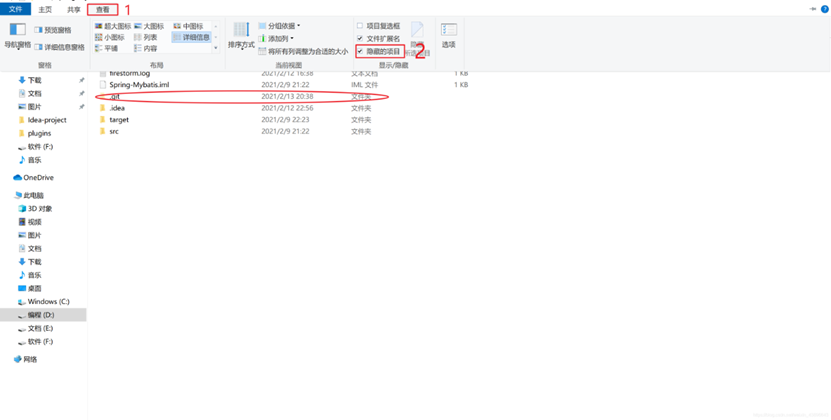 文件 主页 共享 查看 1
预览窗格
导航窗格
详细信息窗格
窗格
超大图标 大图标 中图标
小图标 列表 详细信息
平铺 内容
布局
排序方式
分组依据
添加列
将所有列调整为合适的大小
当前视图
项目复选框
文件扩展名
隐藏的项目 2
隐藏
所选项目
显示/隐藏
选项
下载
文档
图片
Idea-project
plugins
软件 (F:)
音乐
OneDrive
此电脑
3D 对象
视频
图片
文档
下载
音乐
桌面
Windows (C:)
编程 (D:)
文档 (E:)
软件 (F:)
网络
firestorm.log 2021/2/12 16:38 文本文档 1 KB
Spring-Mybatis.iml 2021/2/9 21:22 IML 文件 1 KB
.git 2021/2/13 20:38 文件夹
.idea 2021/2/12 22:56 文件夹
target 2021/2/9 22:23 文件夹
src 2021/2/9 21:22 文件夹